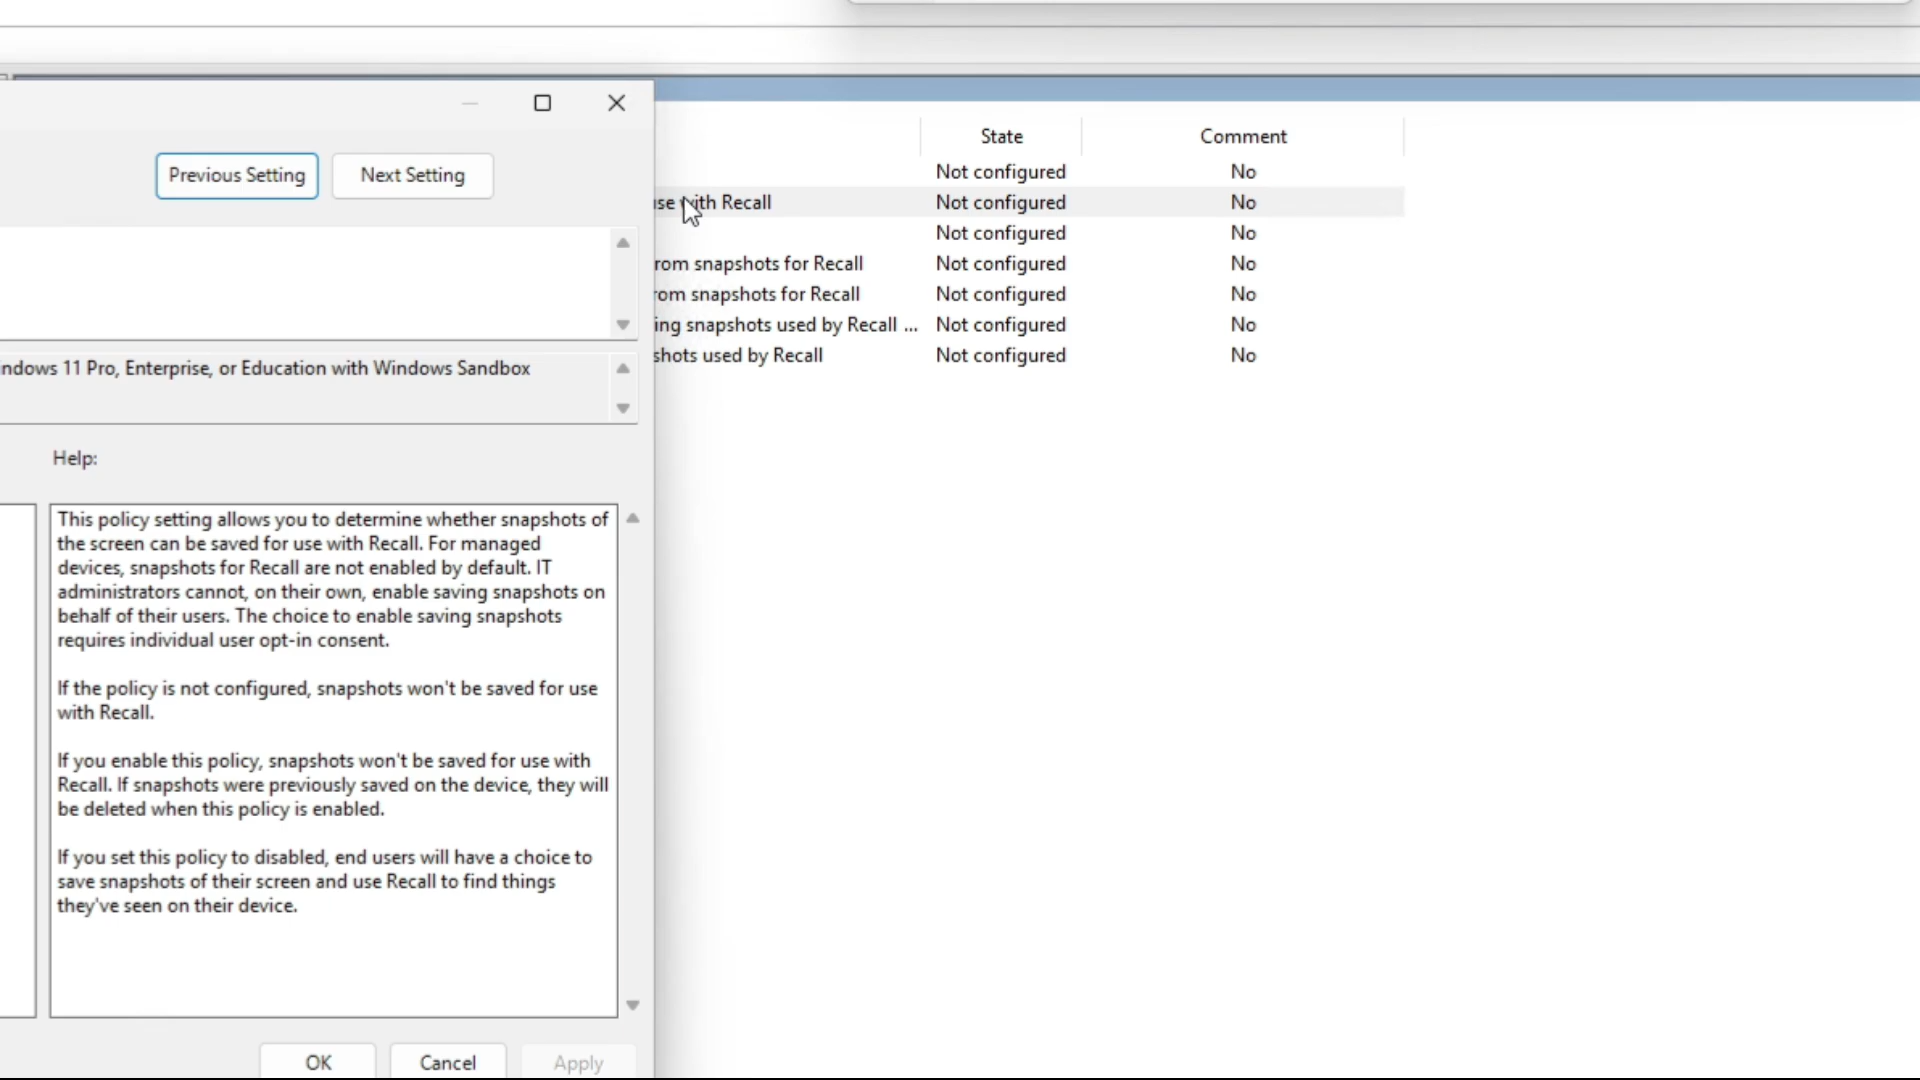 State Comment
Not configured No
Previous Setting Next Setting
with Recall Not configured No
Not configured No
snapshots for Recall Not configured No
snapshots for Recall Not configured No
snapshots used by Recall ... Not configured No
used by Recall Not configured No
11 Pro, Enterprise, or Education with Windows Sandbox
Help:
This policy setting allows you to determine whether snapshots of
the screen can be saved for use with Recall. For managed
devices, snapshots for Recall are not enabled by default. IT
administrators cannot, on their own, enable saving snapshots on
behalf of their users. The choice to enable saving snapshots
requires individual user opt-in consent.
If the policy is not configured, snapshots won't be saved for use
with Recall.
If you enable this policy, snapshots won't be saved for use with
Recall. If snapshots were previously saved on the device, they will
be deleted when this policy is enabled.
If you set this policy to disabled, end users will have a choice to
save snapshots of their screen and use Recall to find things
they've seen on their device.
OK Cancel Apply